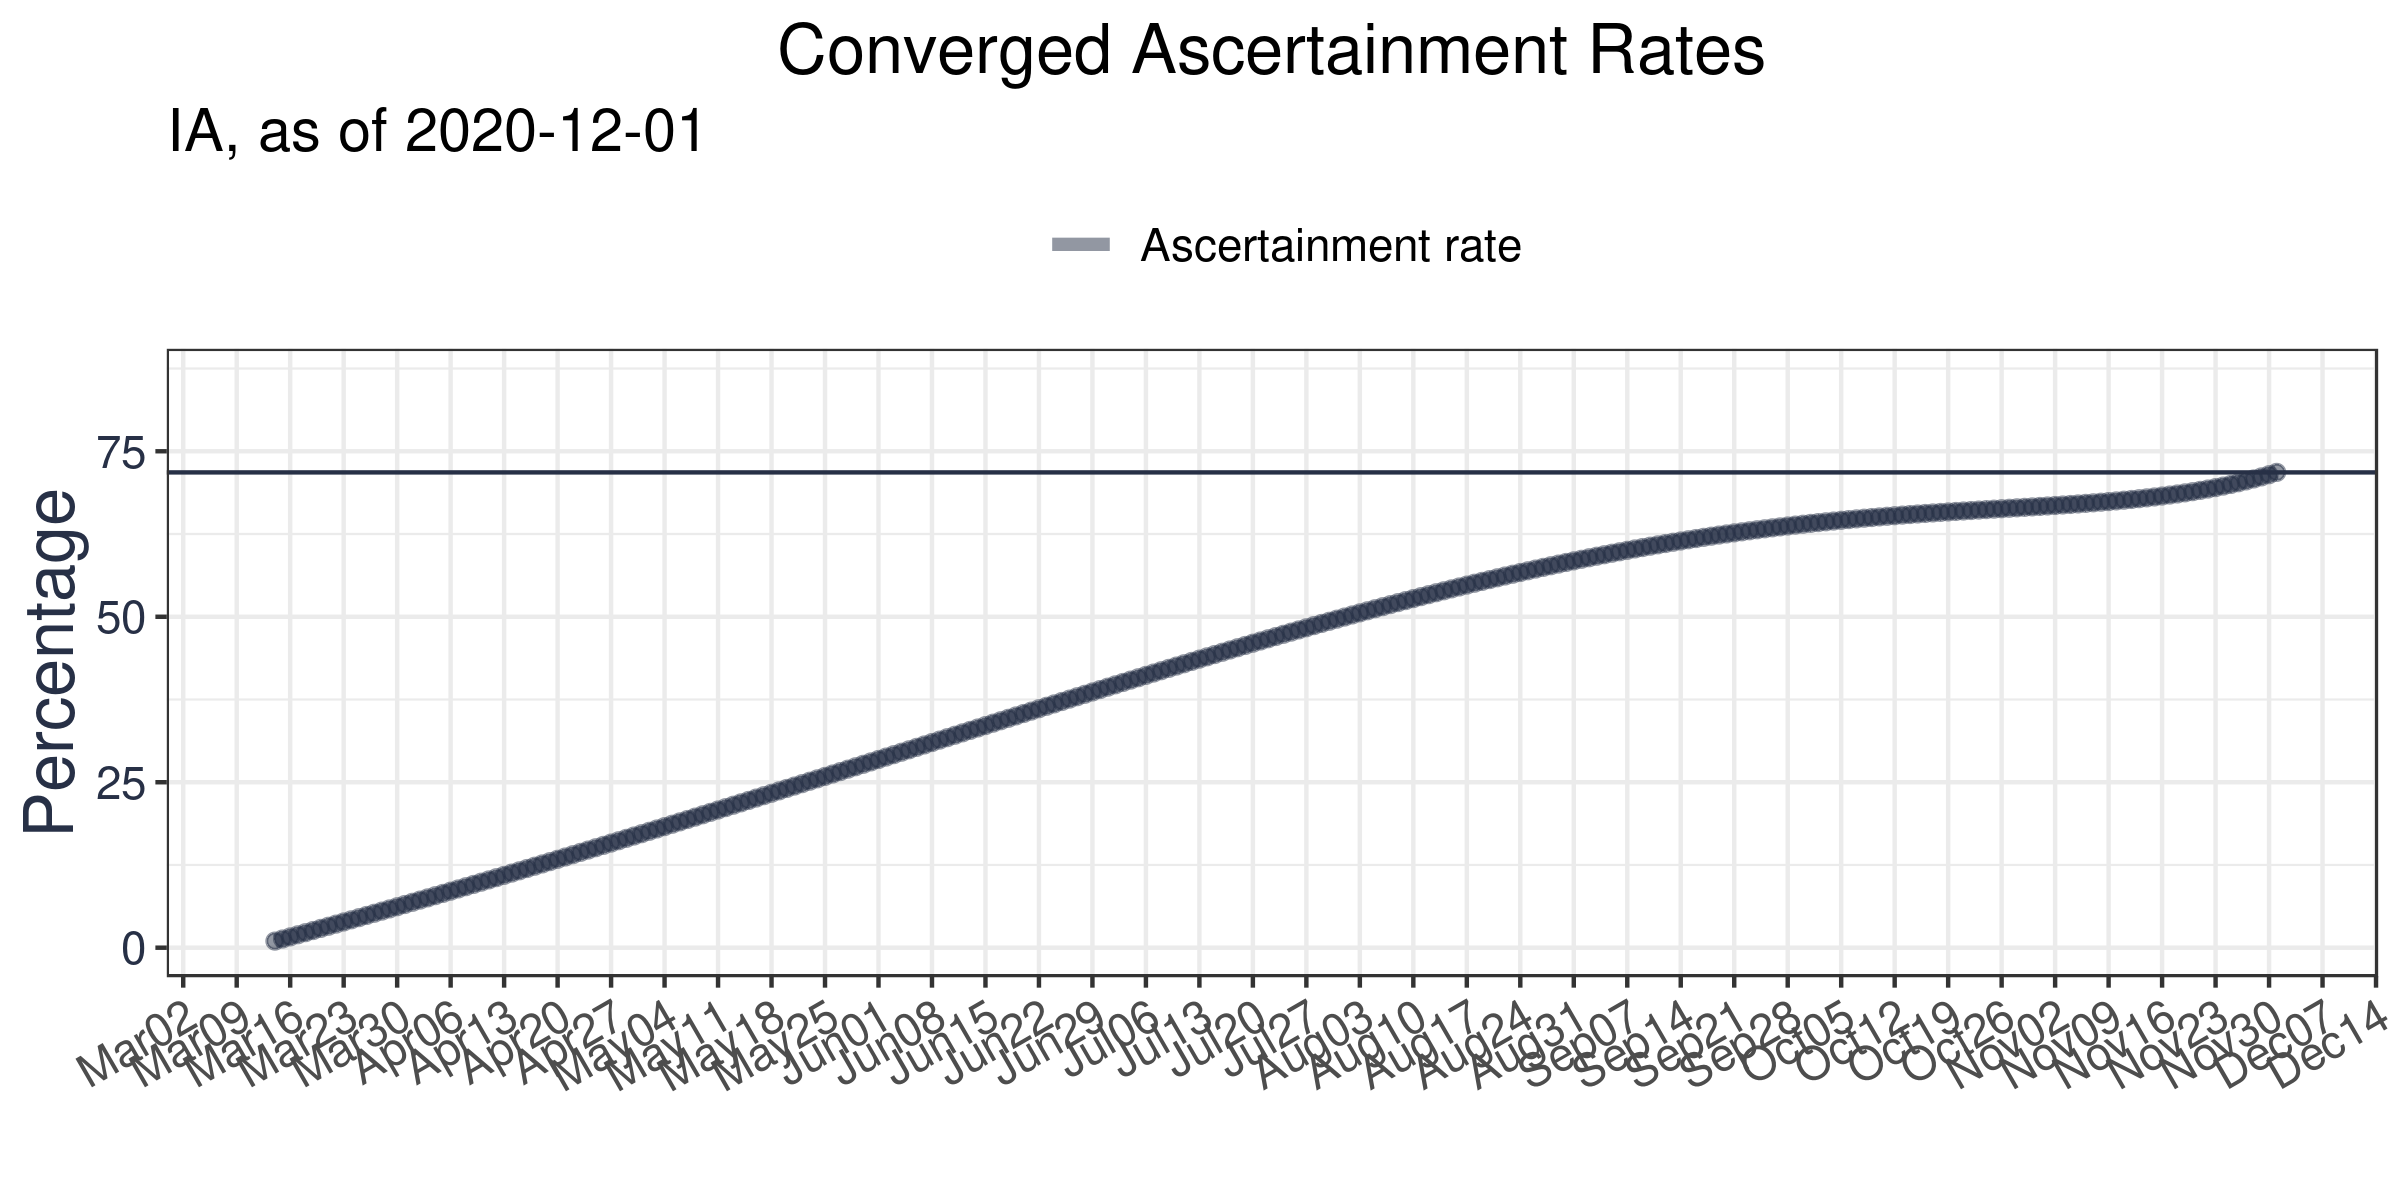 Converged Ascertainment Rates
IA, as of 2020-12-01
Ascertainment rate
Percentage
75
50
25
0
Mar02
Mar09
Mar16
Mar23
Mar30
Apr06
Apr13
Apr20
Apr27
May04
May11
May18
May25
Jun01
Jun08
Jun15
Jun22
Jun29
Jul06
Jul13
Jul20
Jul27
Aug03
Aug10
Aug17
Aug24
Aug31
Sep07
Sep14
Sep21
Sep28
Oct05
Oct12
Oct19
Oct26
Nov02
Nov09
Nov16
Nov23
Nov30
Dec07
Dec14